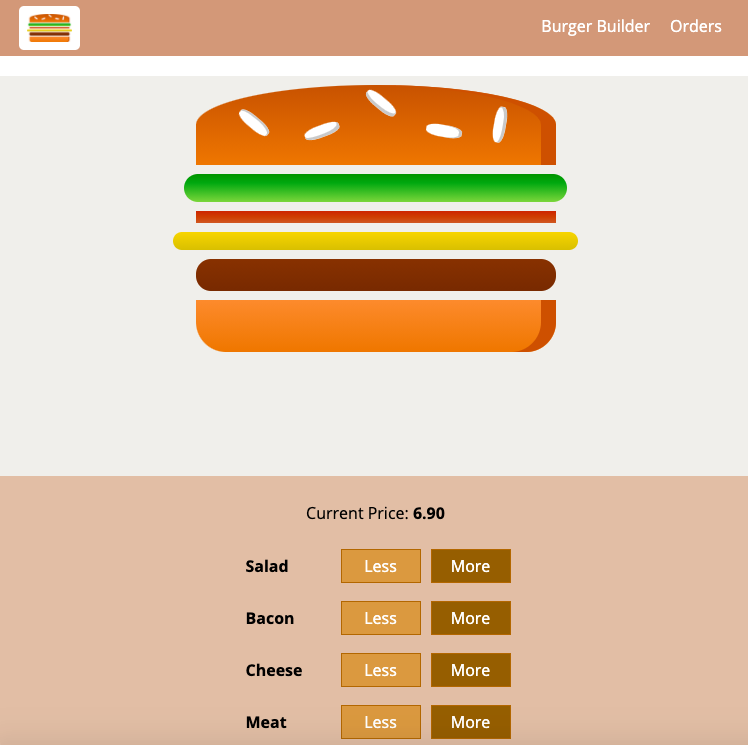 Burger Builder Orders
Current Price: 6.90
Salad Less More
Bacon Less More
Cheese Less More
Meat Less More